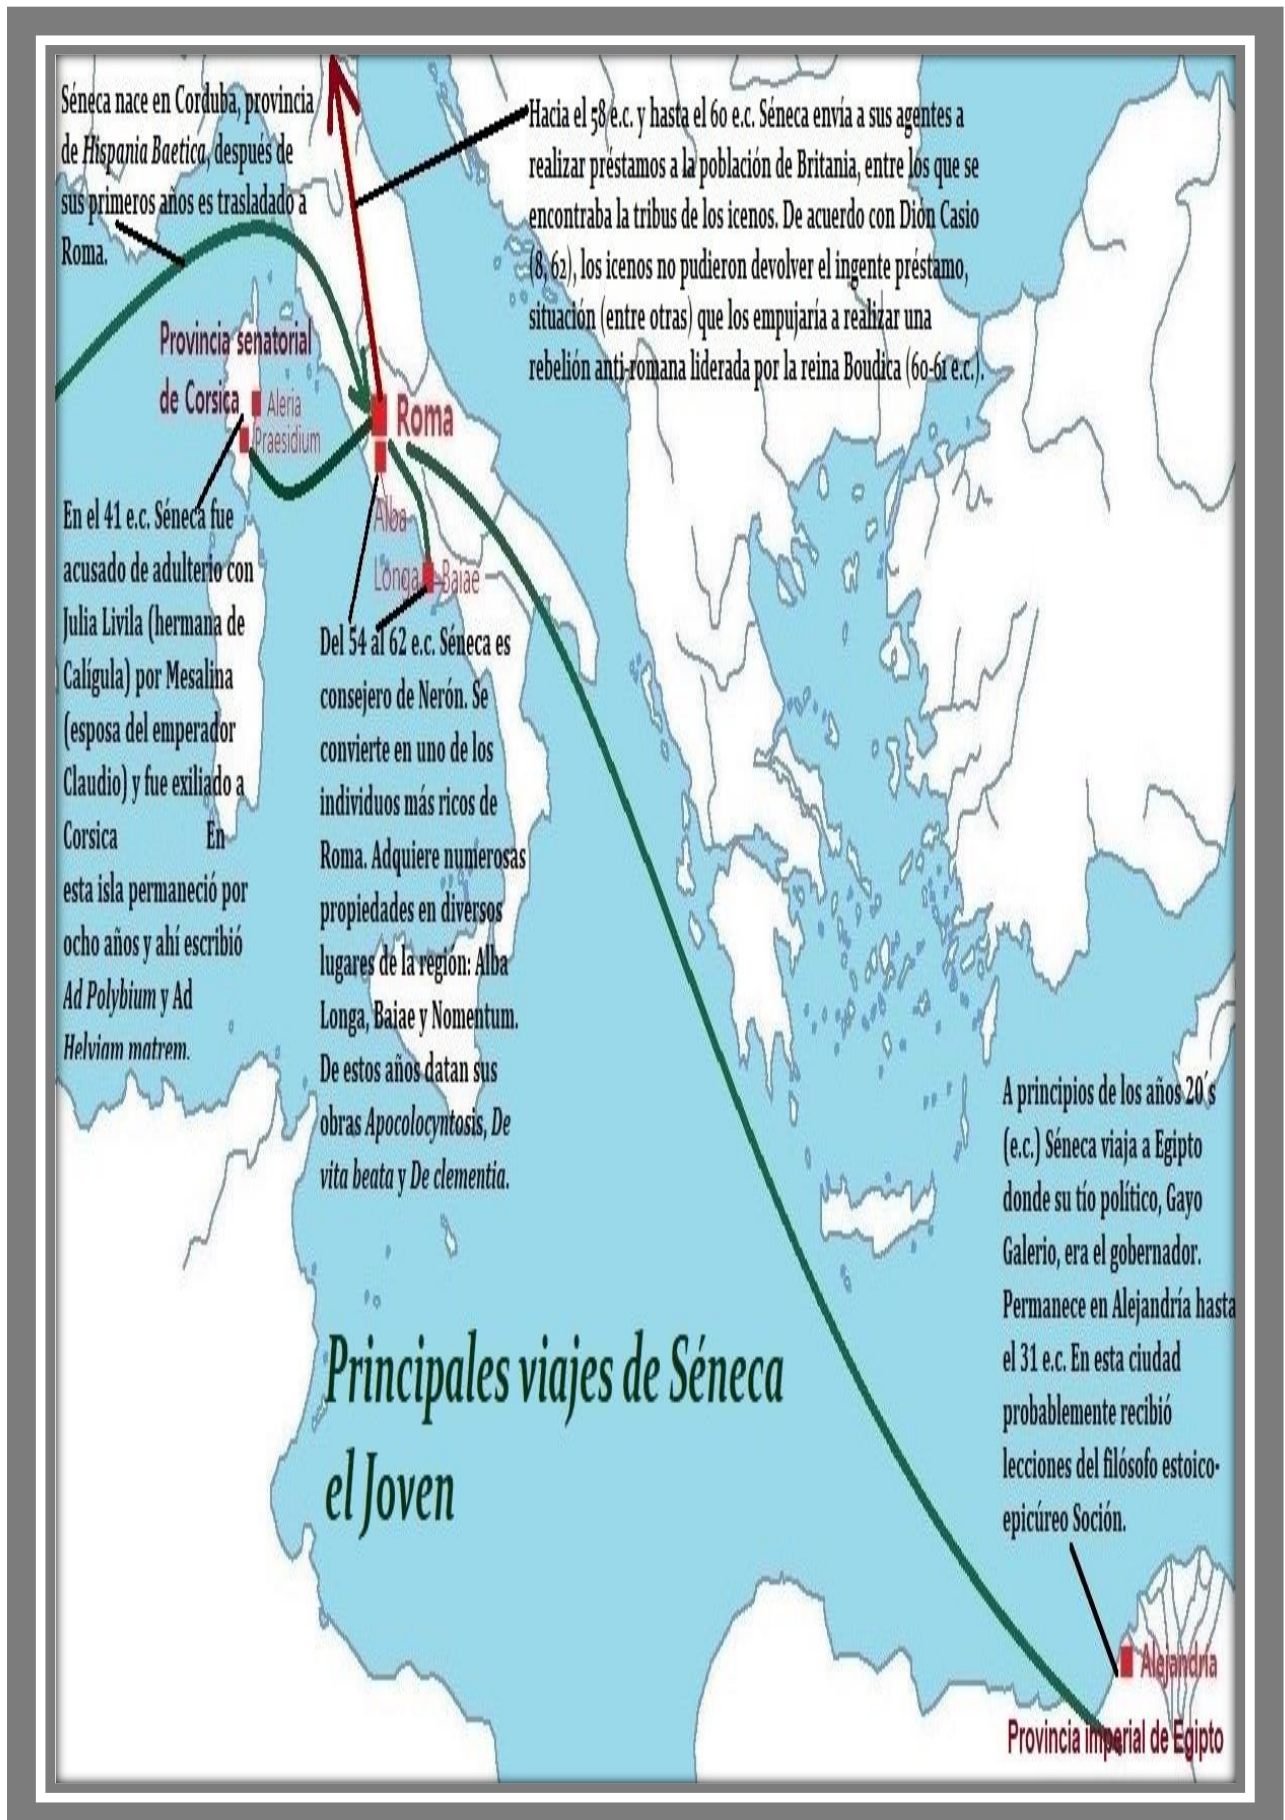 Séneca nace en Corduba, provincia
de Hispania Baetica, después de
sus primeros años es trasladado a
Roma.
Hacia el 58 e.c. y hasta el 60 e.c. Séneca envía a sus agentes a
realizar préstamos a la población de Britania, entre los que se
encontraba la tribus de los icenos. De acuerdo con Dión Casio
(8, 62), los icenos no pudieron devolver el ingente préstamo,
situación (entre otras) que los empujaría a realizar una
rebelión anti-romana liderada por la reina Boudica (60-61 e.c.).
Provincia senatorial
de Corsica
Aleria
Praesidium
Roma
Alba
Longa
Baiae
En el 41 e.c. Séneca fue
acusado de adulterio con
Julia Livila (hermana de
Calígula) por Mesalina
(esposa del emperador
Claudio) y fue exiliado a
Corsica En
esta isla permaneció por
ocho años y ahí escribió
Ad Polybium y Ad
Helviam matrem.
Del 54 al 62 e.c. Séneca es
consejero de Nerón. Se
convierte en uno de los
individuos más ricos de
Roma. Adquiere numerosas
propiedades en diversos
lugares de la región: Alba
Longa, Baiae y Nomentum.
De estos años datan sus
obras Apocolocyntosis, De
vita beata y De clementia.
A principios de los años 20´s
(e.c.) Séneca viaja a Egipto
donde su tío político, Gayo
Galerio, era el gobernador.
Permanece en Alejandría hasta
el 31 e.c. En esta ciudad
probablemente recibió
lecciones del filósofo estoico-
epicúreo Soción.
Principales viajes de Séneca
el Joven
Alejandría
Provincia imperial de Egipto